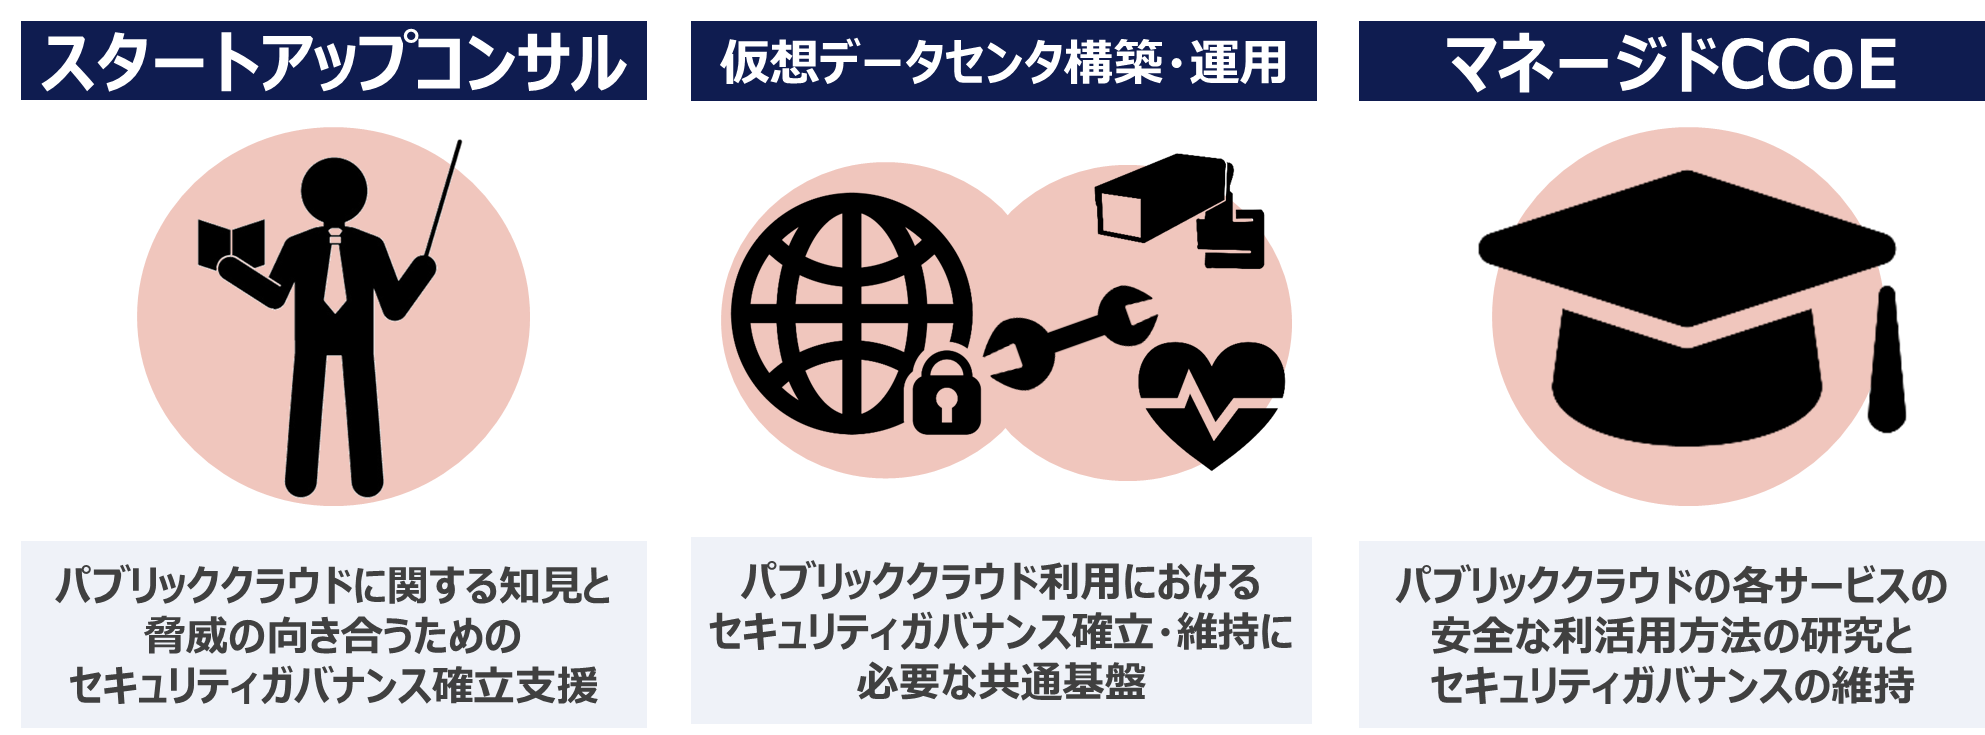 スタートアップコンサル
仮想データセンタ構築・運用
マネージドCCoE
パブリッククラウドに関する知見と
脅威の向き合うための
セキュリティガバナンス確立支援
パブリッククラウド利用における
セキュリティガバナンス確立・維持に
必要な共通基盤
パブリッククラウドの各サービスの
安全な利活用方法の研究と
セキュリティガバナンスの維持